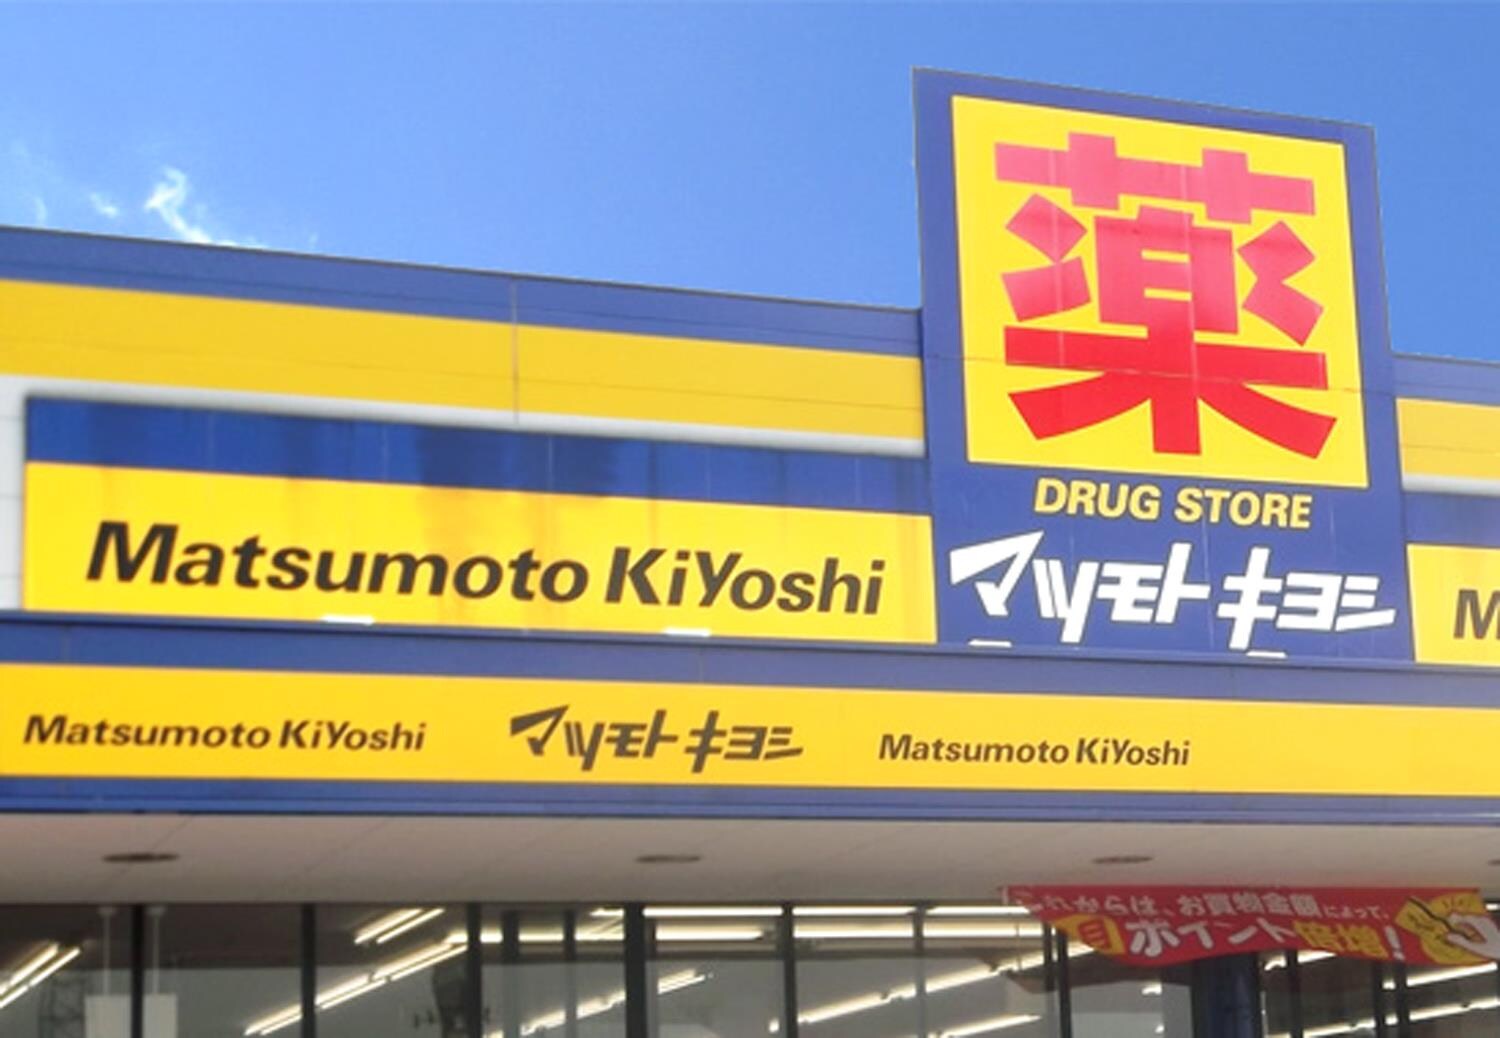 薬
DRUG STORE
マツモトキヨシ
Matsumoto KiYoshi
M
Matsumoto KiYoshi マツモトキヨシ Matsumoto KiYoshi
これからは、お買物金額によって、
ポイント倍増!